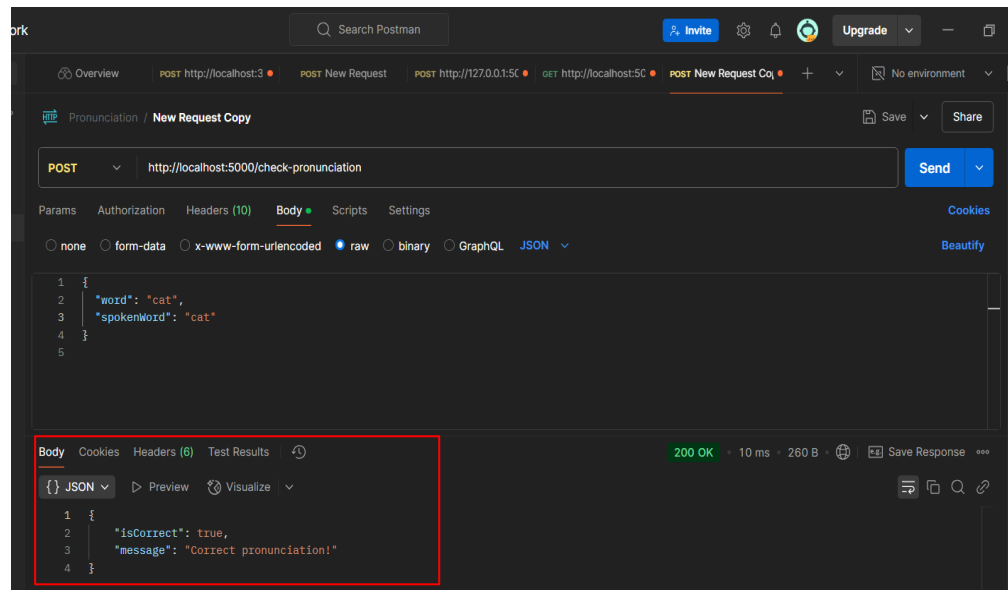 ork
Search Postman
Invite
Upgrade
Overview
POST http://localhost:3
POST New Request
POST http://127.0.0.1:5(
GET http://localhost:5C
POST New Request Co
No environment
HTTP Pronunciation / New Request Copy
Save
Share
POST http://localhost:5000/check-pronunciation
Send
Params Authorization Headers (10) Body Scripts Settings
Cookies
none form-data x-www-form-urlencoded raw binary GraphQL JSON
Beautify
1 {
2 "word": "cat",
3 "spokenWord": "cat"
4 }
5
Body Cookies Headers (6) Test Results
200 OK • 10 ms • 260 B
e.g. Save Response
{} JSON Preview Visualize
1 {
2 "isCorrect": true,
3 "message": "Correct pronunciation!"
4 }